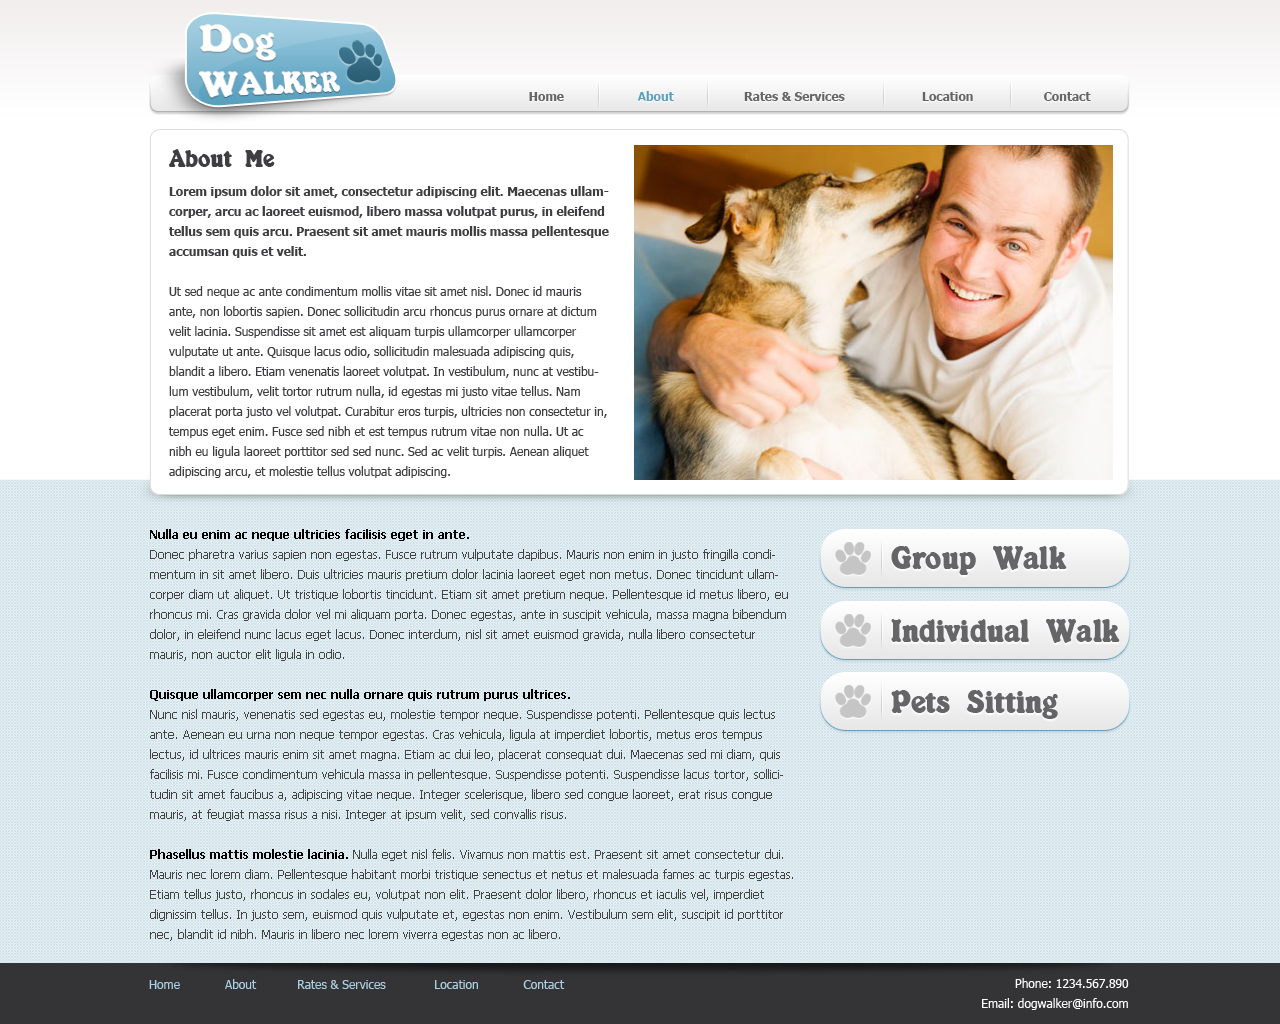 Dog
WALKER
Home About Rates & Services Location Contact
About Me
Lorem ipsum dolor sit amet, consectetur adipiscing elit. Maecenas ullam-
corper, arcu ac laoreet euismod, libero massa volutpat purus, in eleifend
tellus sem quis arcu. Praesent sit amet mauris mollis massa pellentesque
accumsan quis et velit.
Ut sed neque ac ante condimentum mollis vitae sit amet nisl. Donec id mauris
ante, non lobortis sapien. Donec sollicitudin arcu rhoncus purus ornare at dictum
velit lacinia. Suspendisse sit amet est aliquam turpis ullamcorper ullamcorper
vulputate ut ante. Quisque lacus odio, sollicitudin malesuada adipiscing quis,
blandit a libero. Etiam venenatis laoreet volutpat. In vestibulum, nunc at vestibu-
lum vestibulum, velit tortor rutrum nulla, id egestas mi justo vitae tellus. Nam
placerat porta justo vel volutpat. Curabitur eros turpis, ultricies non consectetur in,
tempus eget enim. Fusce sed nibh et est tempus rutrum vitae non nulla. Ut ac
nibh eu ligula laoreet porttitor sed sed nunc. Sed ac velit turpis. Aenean aliquet
adipiscing arcu, et molestie tellus volutpat adipiscing.
Nulla eu enim ac neque ultricies facilisis eget in ante.
Donec pharetra varius sapien non egestas. Fusce rutrum vulputate dapibus. Mauris non enim in justo fringilla condi-
mentum in sit amet libero. Duis ultricies mauris pretium dolor lacinia laoreet eget non metus. Donec tincidunt ullam-
corper diam ut aliquet. Ut tristique lobortis tincidunt. Etiam sit amet pretium neque. Pellentesque id metus libero, eu
rhoncus mi. Cras gravida dolor vel mi aliquam porta. Donec egestas, ante in suscipit vehicula, massa magna bibendum
dolor, in eleifend nunc lacus eget lacus. Donec interdum, nisl sit amet euismod gravida, nulla libero consectetur
mauris, non auctor elit ligula in odio.
Quisque ullamcorper sem nec nulla ornare quis rutrum purus ultrices.
Nunc nisl mauris, venenatis sed egestas eu, molestie tempor neque. Suspendisse potenti. Pellentesque quis lectus
ante. Aenean eu urna non neque tempor egestas. Cras vehicula, ligula at imperdiet lobortis, metus eros tempus
lectus, id ultrices mauris enim sit amet magna. Etiam ac dui leo, placerat consequat dui. Maecenas sed mi diam, quis
facilisis mi. Fusce condimentum vehicula massa in pellentesque. Suspendisse potenti. Suspendisse lacus tortor, sollici-
tudin sit amet faucibus a, adipiscing vitae neque. Integer scelerisque, libero sed congue laoreet, erat risus congue
mauris, at feugiat massa risus a nisi. Integer at ipsum velit, sed convallis risus.
Phasellus mattis molestie lacinia. Nulla eget nisl felis. Vivamus non mattis est. Praesent sit amet consectetur dui.
Mauris nec lorem diam. Pellentesque habitant morbi tristique senectus et netus et malesuada fames ac turpis egestas.
Etiam tellus justo, rhoncus in sodales eu, volutpat non elit. Praesent dolor libero, rhoncus et iaculis vel, imperdiet
dignissim tellus. In justo sem, euismod quis vulputate et, egestas non enim. Vestibulum sem elit, suscipit id porttitor
nec, blandit id nibh. Mauris in libero nec lorem viverra egestas non ac libero.
Group Walk
Individual Walk
Pets Sitting
Home About Rates & Services Location Contact
Phone: 1234.567.890
Email: dogwalker@info.com